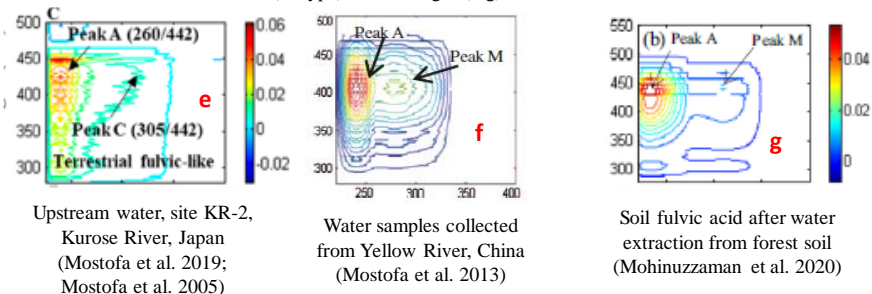 C
500
450
400
350
300
Peak A (260/442)
Peak C (305/442)
Terrestrial fulvic-like
e
0.06
0.04
0.02
0
-0.02
Upstream water, site KR-2,
Kurose River, Japan
(Mostofa et al. 2019;
Mostofa et al. 2005)
500
450
400
350
300
250
300
350
400
Peak A
Peak M
f
Water samples collected
from Yellow River, China
(Mostofa et al. 2013)
550
500
450
400
350
300
(b)
Peak A
Peak M
g
0.04
0.02
0
Soil fulvic acid after water
extraction from forest soil
(Mohinuzzaman et al. 2020)